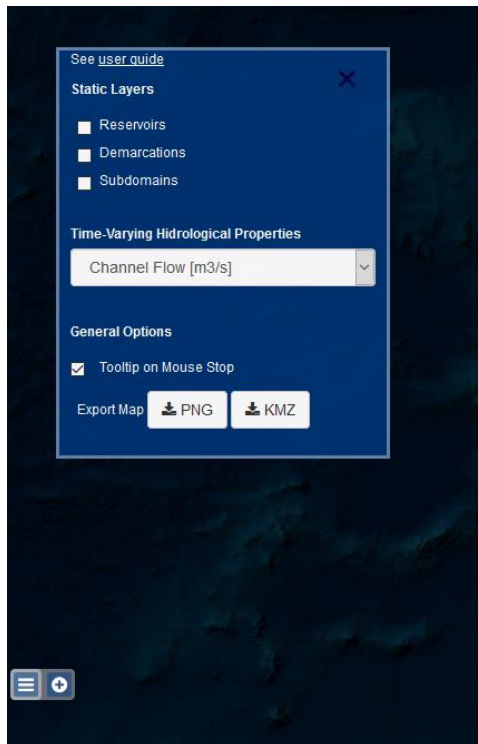 See user guide
Static Layers
Reservoirs
Demarcations
Subdomains
Time-Varying Hidrological Properties
Channel Flow [m3/s]
General Options
Tooltip on Mouse Stop
Export Map PNG KMZ